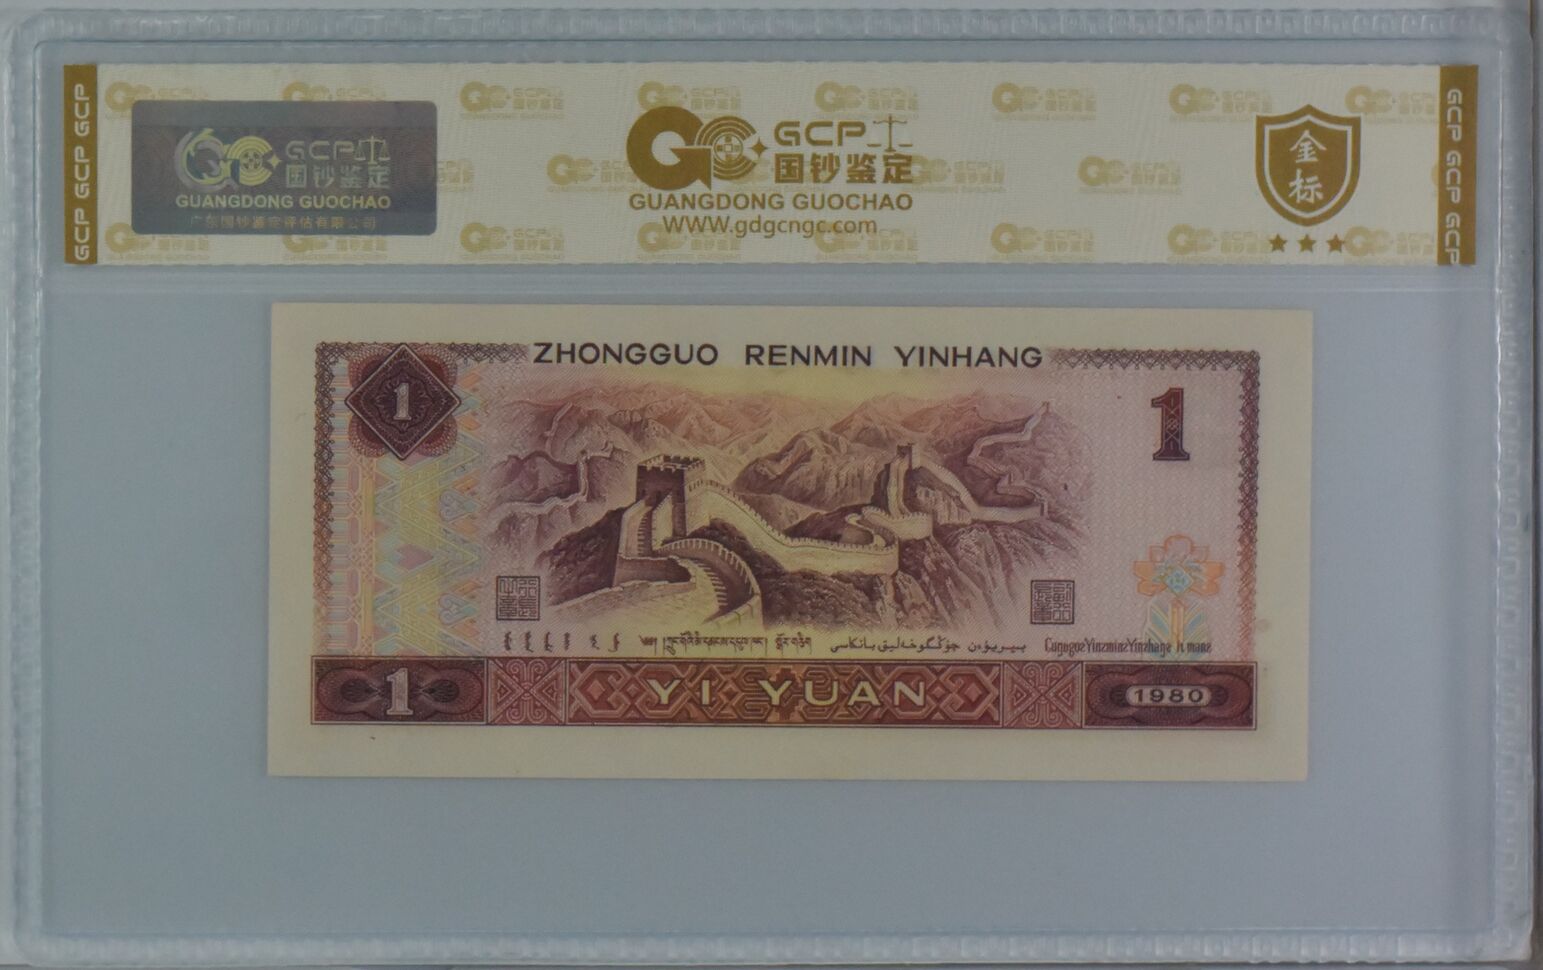 GCP GCP GCP
GCP
国钞鉴定
GUANGDONG GUOCHAO
广东国钞鉴定评估有限公司
GCP
国钞鉴定
GUANGDONG GUOCHAO
WWW.gdgcngc.com
金
标
GCP GCP GCP
ZHONGGUO RENMIN YINHANG
1
1
1
YI YUAN
1980